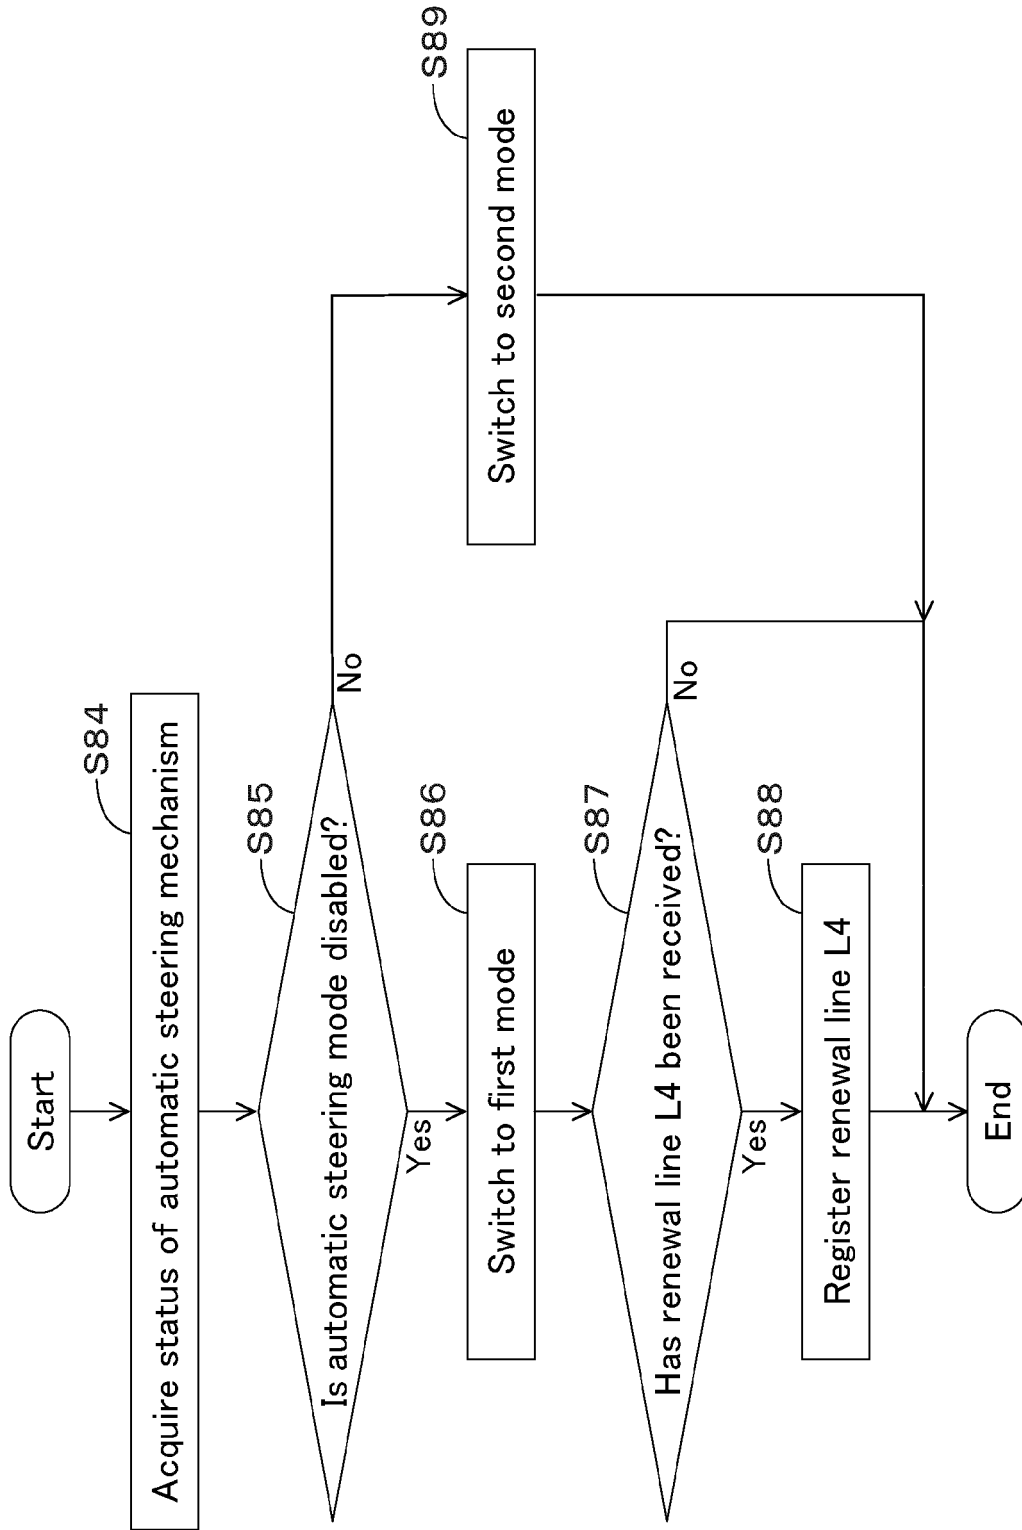 Start
S84
Acquire status of automatic steering mechanism
S85
Is automatic steering mode disabled?
No
Yes
S86
Switch to first mode
S89
Switch to second mode
S87
Has renewal line L4 been received?
No
Yes
S88
Register renewal line L4
End